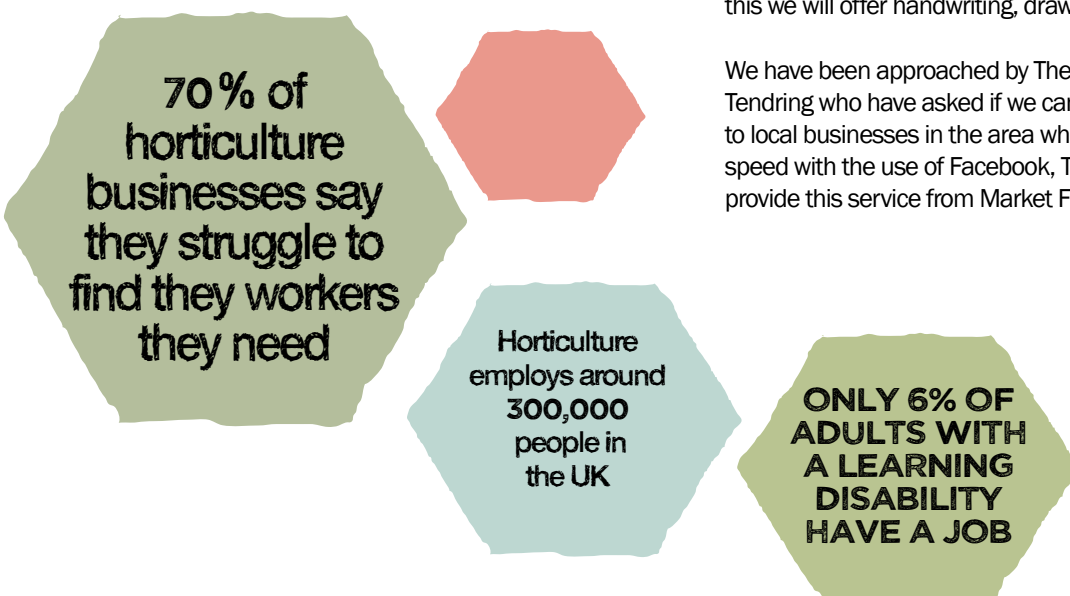 70% of
horticulture
businesses say
they struggle to
find they workers
they need
Horticulture
employs around
300,000
people in
the UK
ONLY 6% OF
ADULTS WITH
A LEARNING
DISABILITY
HAVE A JOB
this we will offer handwriting, draw
We have been approached by The
Tendring who have asked if we can
to local businesses in the area wh
speed with the use of Facebook, T
provide this service from Market F